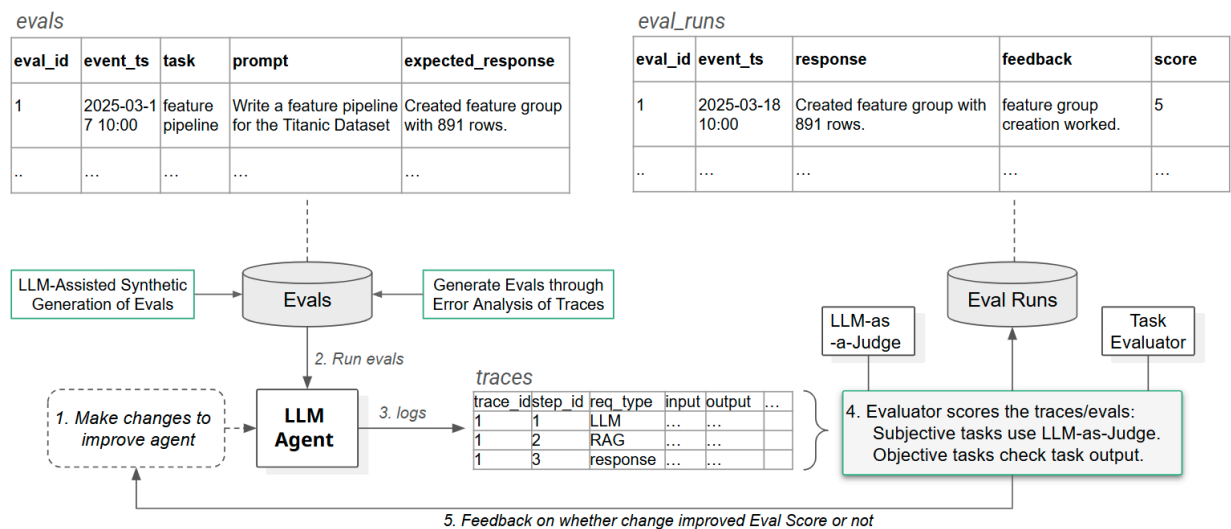 evals
eval_id event_ts task prompt expected_response
1 2025-03-1 feature Write a feature pipeline Created feature group
7 10:00 pipeline for the Titanic Dataset with 891 rows.
.. … … … …
eval_runs
eval_id event_ts response feedback score
1 2025-03-18 Created feature group with feature group 5
10:00 891 rows. creation worked.
.. … … … …
LLM-Assisted Synthetic
Generation of Evals
Evals
Generate Evals through
Error Analysis of Traces
Eval Runs
LLM-as
-a-Judge
Task
Evaluator
2. Run evals
1. Make changes to
improve agent
LLM
Agent
3. logs
traces
trace_id step_id req_type input output …
1 1 LLM … …
1 2 RAG … …
1 3 response … …
4. Evaluator scores the traces/evals:
Subjective tasks use LLM-as-Judge.
Objective tasks check task output.
5. Feedback on whether change improved Eval Score or not